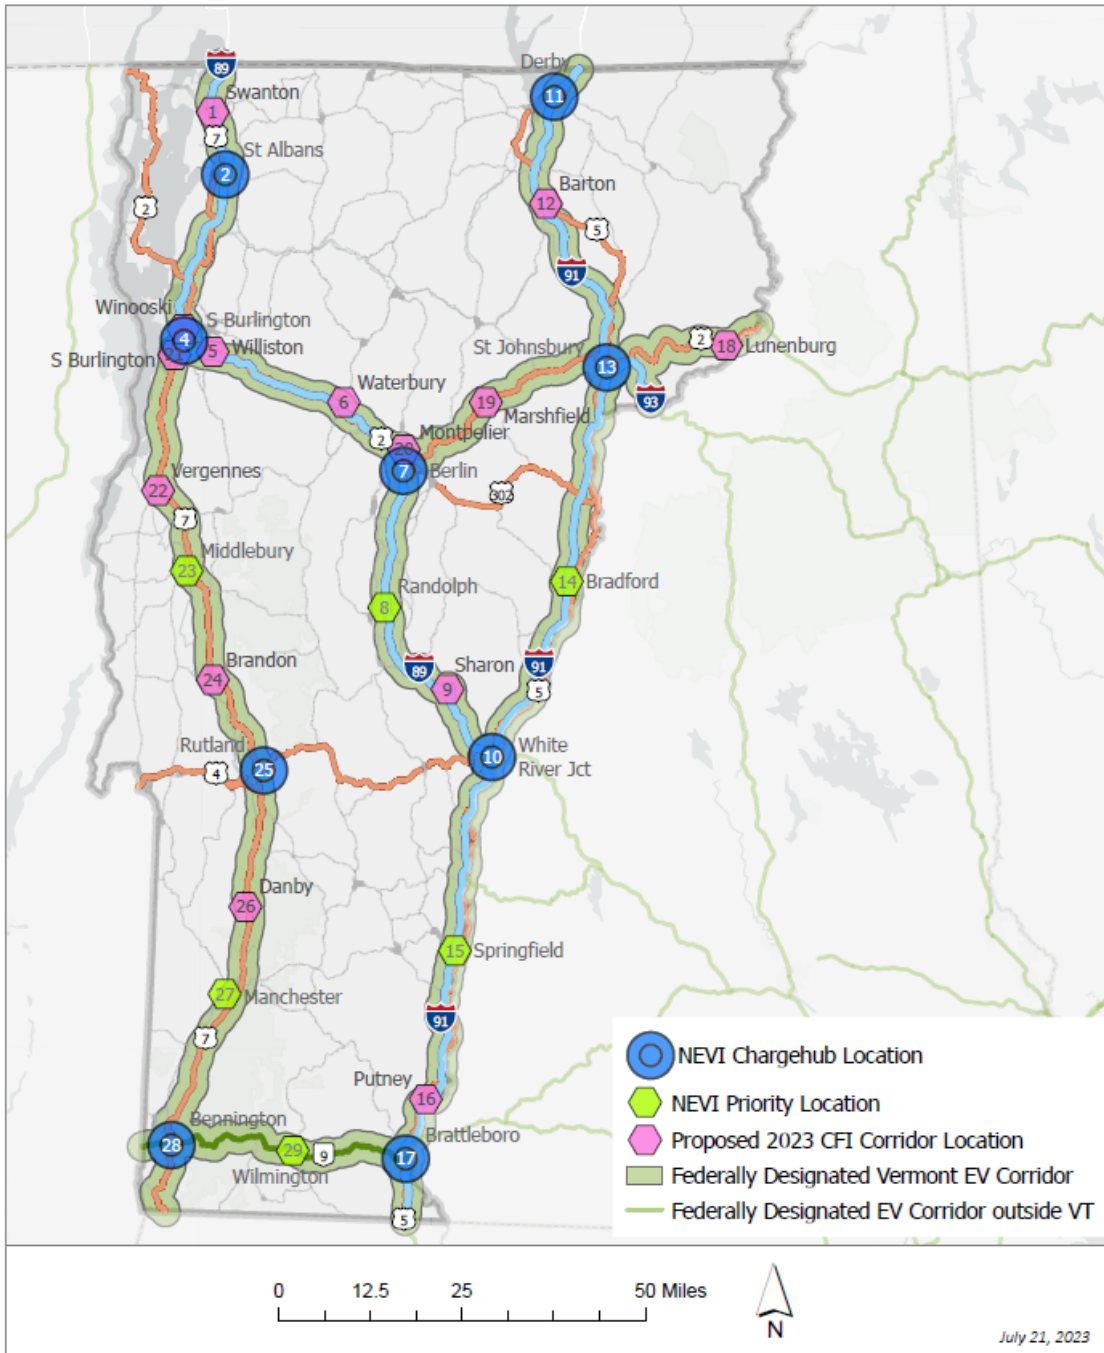 89
Derby
11
Swanton
1
7
St Albans
2
Barton
12
2
5
91
Winooski
S Burlington
4
5
Williston
S Burlington
St Johnsbury
13
2
18
Lunenburg
93
Waterbury
6
19
Marshfield
2
Montpelier
20
7
Berlin
302
Vergennes
22
7
Middlebury
23
Randolph
8
14
Bradford
89
Sharon
9
91
5
Brandon
24
Rutland
4
25
10
White
River Jct
Danby
26
15
Springfield
27
Manchester
7
91
Putney
16
Bennington
28
29
Wilmington
9
Brattleboro
17
5
NEVI Chargehub Location
NEVI Priority Location
Proposed 2023 CFI Corridor Location
Federally Designated Vermont EV Corridor
Federally Designated EV Corridor outside VT
0 12.5 25 50 Miles
N
July 21, 2023